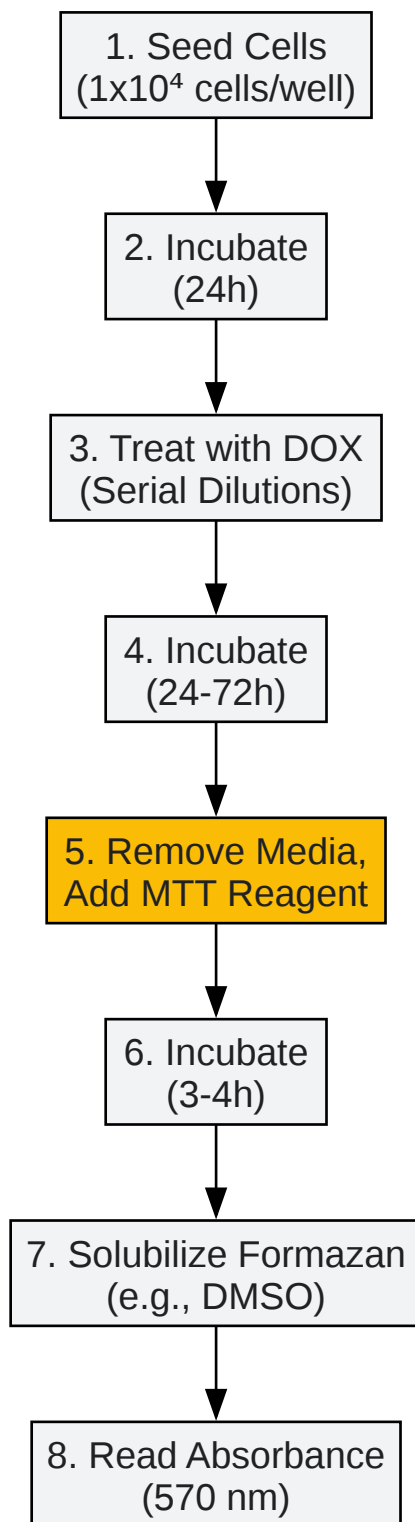 1. Seed Cells
(1x10⁴ cells/well)
2. Incubate
(24h)
3. Treat with DOX
(Serial Dilutions)
4. Incubate
(24-72h)
5. Remove Media,
Add MTT Reagent
6. Incubate
(3-4h)
7. Solubilize Formazan
(e.g., DMSO)
8. Read Absorbance
(570 nm)